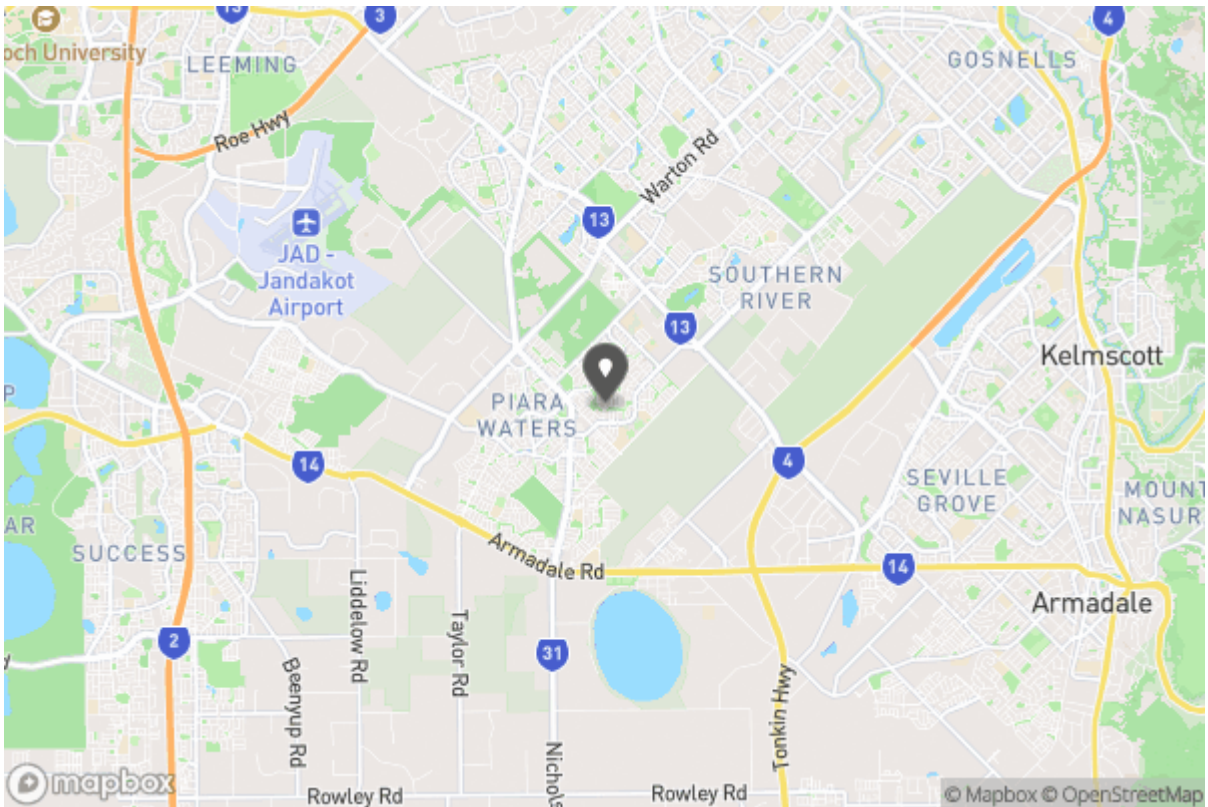 13
3
4
och University
LEEMING
GOSNELLS
Roe Hwy
Warton Rd
13
JAD -
Jandakot
Airport
SOUTHERN
RIVER
13
Kelmscott
P
PIARA
WATERS
14
4
SEVILLE
GROVE
MOUNT
NASUR
AR
SUCCESS
Armadale Rd
14
Liddelow Rd
Taylor Rd
Armadale
2
31
Beenyup Rd
Tonkin Hwy
Nichols
mapbox
Rowley Rd
Rowley Rd
© Mapbox © OpenStreetMap